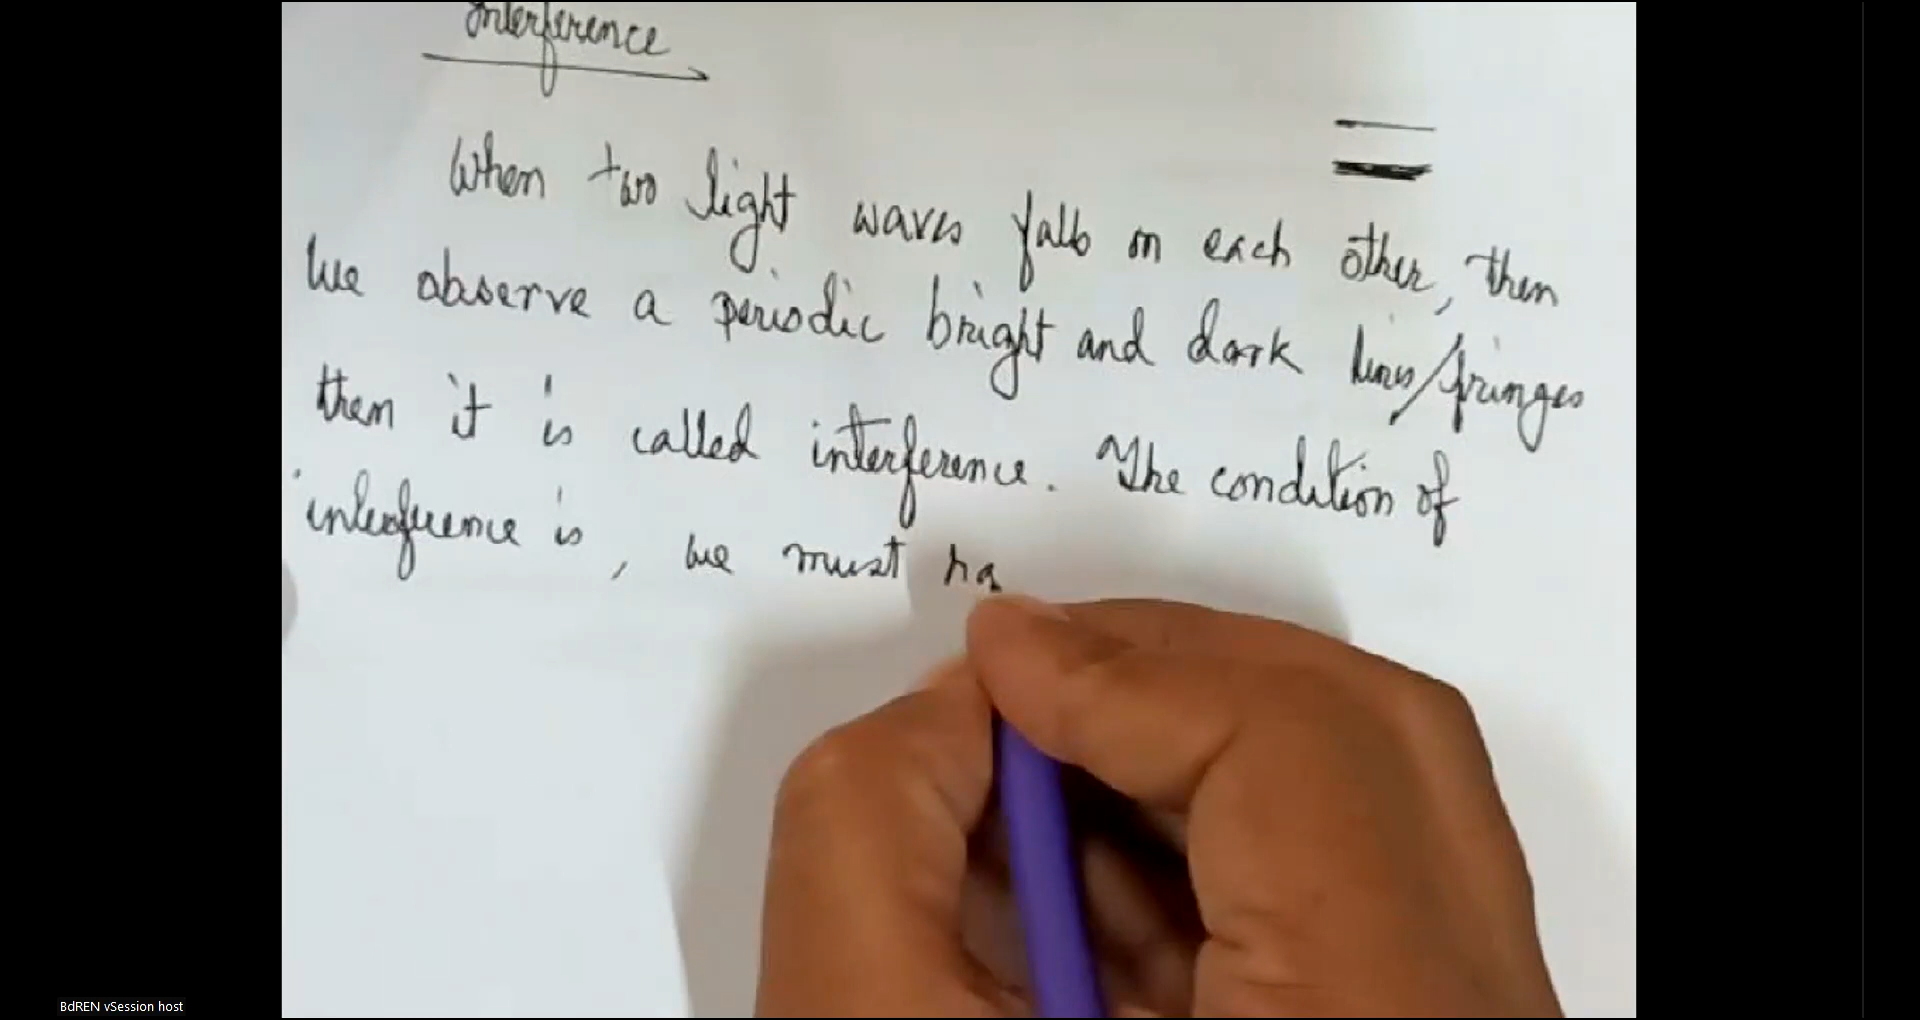 Interference
When two light waves falls on each other, then
we observe a periodic bright and dark lines/fringes
then it is called interference. The condition of
interference is, we must ha
BdREN vSession host